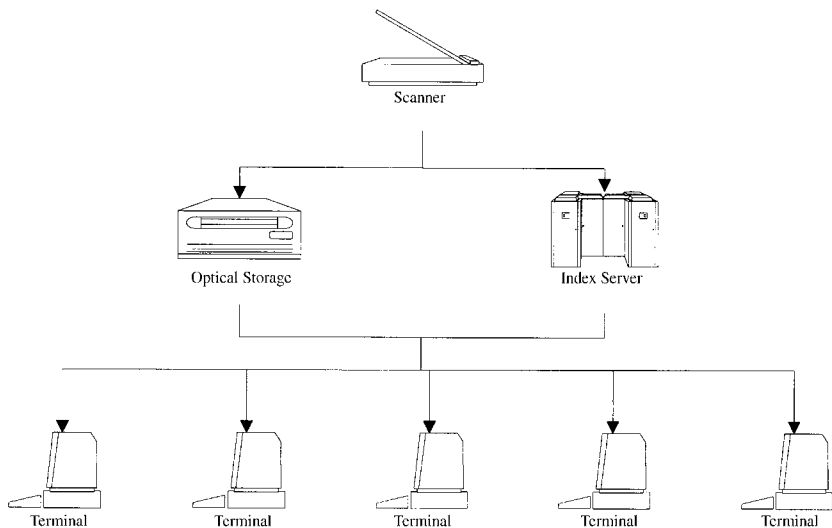 Scanner
Optical Storage
Index Server
Terminal
Terminal
Terminal
Terminal
Terminal